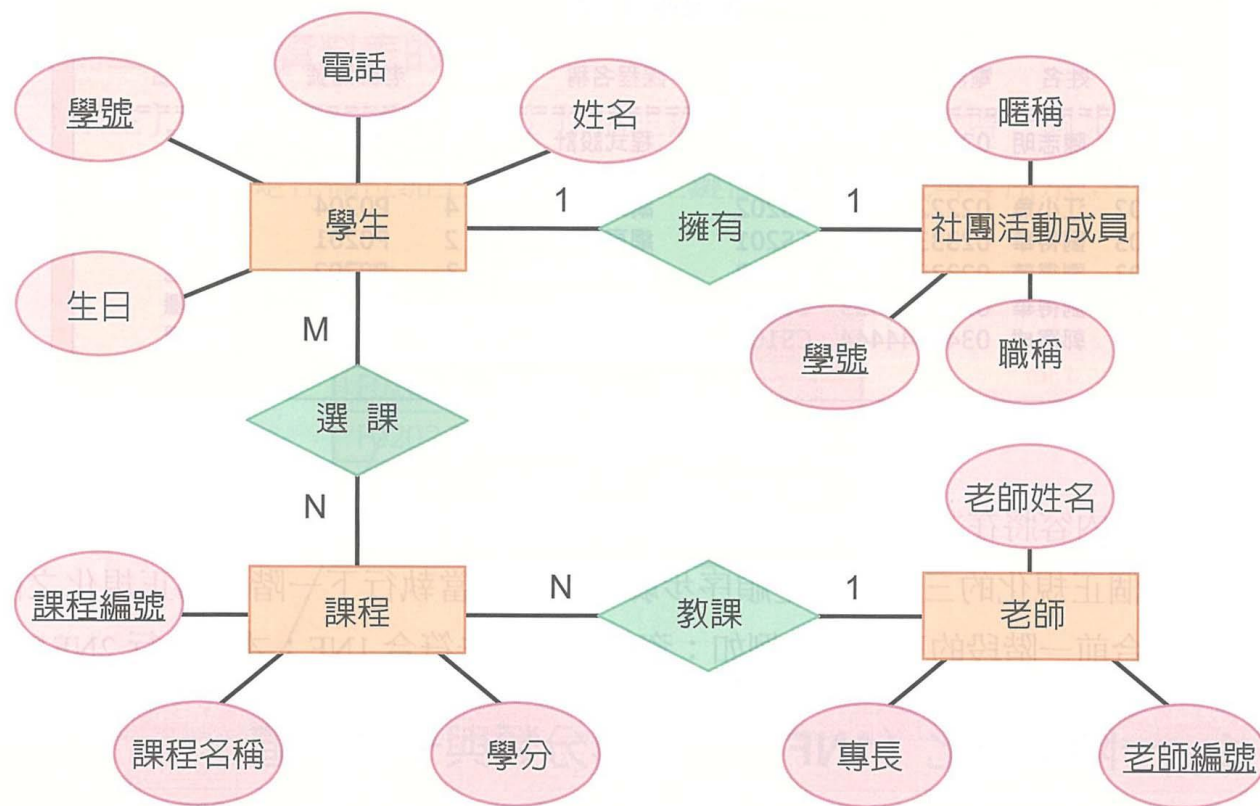 電話
學號
姓名
暱稱
學生
1
擁有
1
社團活動成員
生日
M
學號
職稱
選 課
N
老師姓名
課程編號
課程
N
教課
1
老師
課程名稱
學分
專長
老師編號